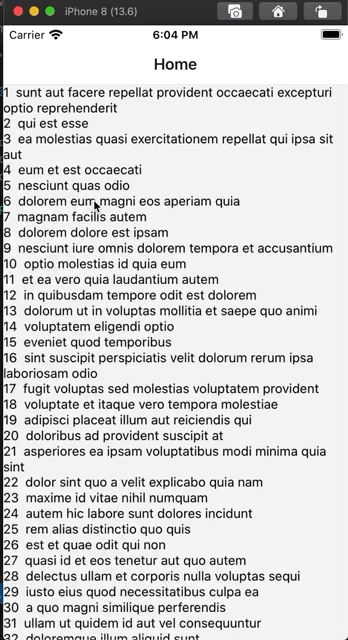 iPhone 8 (13.6)
Carrier 6:04 PM
Home
1 sunt aut facere repellat provident occaecati excepturi
optio reprehenderit
2 qui est esse
3 ea molestias quasi exercitationem repellat qui ipsa sit
aut
4 eum et est occaecati
5 nesciunt quas odio
6 dolorem eum magni eos aperiam quia
7 magnam facilis autem
8 dolorem dolore est ipsam
9 nesciunt iure omnis dolorem tempora et accusantium
10 optio molestias id quia eum
11 et ea vero quia laudantium autem
12 in quibusdam tempore odit est dolorem
13 dolorum ut in voluptas mollitia et saepe quo animi
14 voluptatem eligendi optio
15 eveniet quod temporibus
16 sint suscipit perspiciatis velit dolorum rerum ipsa
laboriosam odio
17 fugit voluptas sed molestias voluptatem provident
18 voluptate et itaque vero tempora molestiae
19 adipisci placeat illum aut reiciendis qui
20 doloribus ad provident suscipit at
21 asperiores ea ipsam voluptatibus modi minima quia
sint
22 dolor sint quo a velit explicabo quia nam
23 maxime id vitae nihil numquam
24 autem hic labore sunt dolores incidunt
25 rem alias distinctio quo quis
26 est et quae odit qui non
27 quasi id et eos tenetur aut quo autem
28 delectus ullam et corporis nulla voluptas sequi
29 iusto eius quod necessitatibus culpa ea
30 a quo magni similique perferendis
31 ullam ut quidem id aut vel consequuntur
32 doloremque illum aliquid sunt